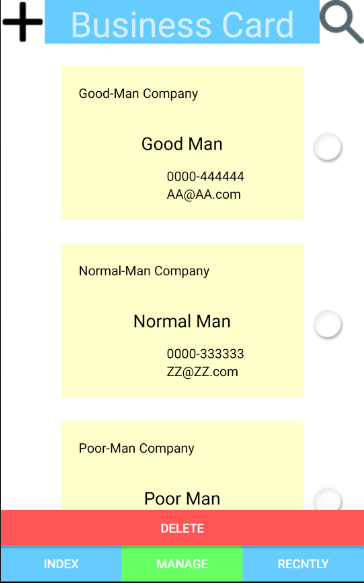 Business Card
Good-Man Company
Good Man
0000-444444
AA@AA.com
Normal-Man Company
Normal Man
0000-333333
ZZ@ZZ.com
Poor-Man Company
Poor Man
DELETE
INDEX
MANAGE
RECNTLY